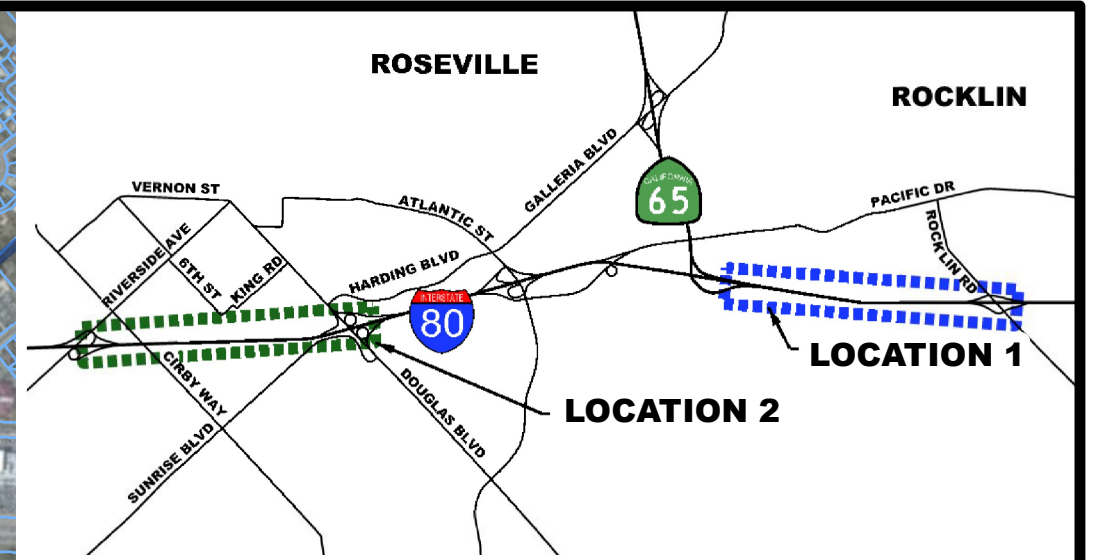 ROSEVILLE
ROCKLIN
GALLERIA BLVD
CALIFORNIA
65
VERNON ST
PACIFIC DR
ATLANTIC ST
RIVERSIDE AVE
6TH ST
KING RD
HARDING BLVD
ROCKLIN RD
INTERSTATE
80
LOCATION 1
CIRBY WAY
DOUGLAS BLVD
LOCATION 2
SUNRISE BLVD